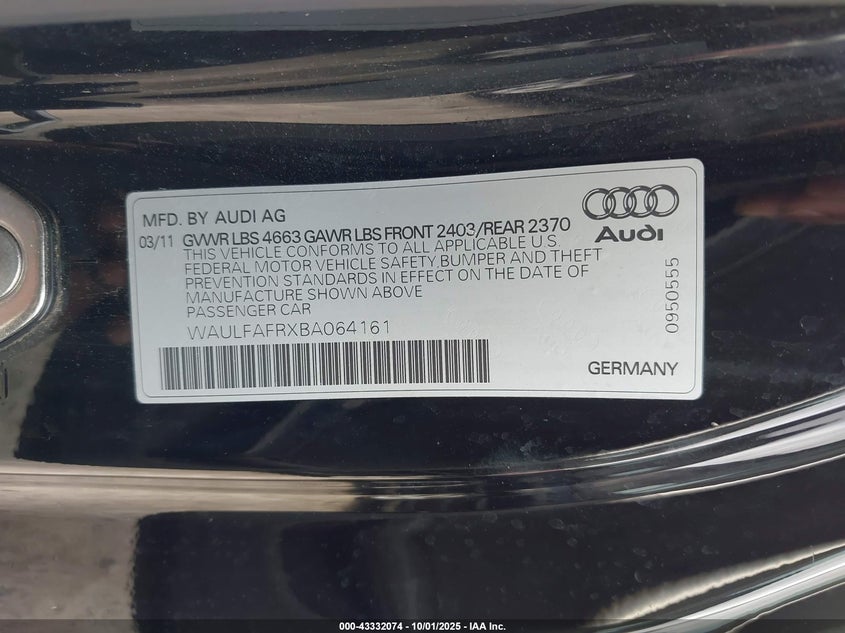 MFD. BY AUDI AG
03/11 GVWR LBS 4663 GAWR LBS FRONT 2403/REAR 2370
THIS VEHICLE CONFORMS TO ALL APPLICABLE U.S.
FEDERAL MOTOR VEHICLE SAFETY BUMPER AND THEFT
PREVENTION STANDARDS IN EFFECT ON THE DATE OF
MANUFACTURE SHOWN ABOVE
PASSENGER CAR
WAULFAFRXBA064161
Audi
0950555
GERMANY
000-43332074 - 10/01/2025 - IAA Inc.